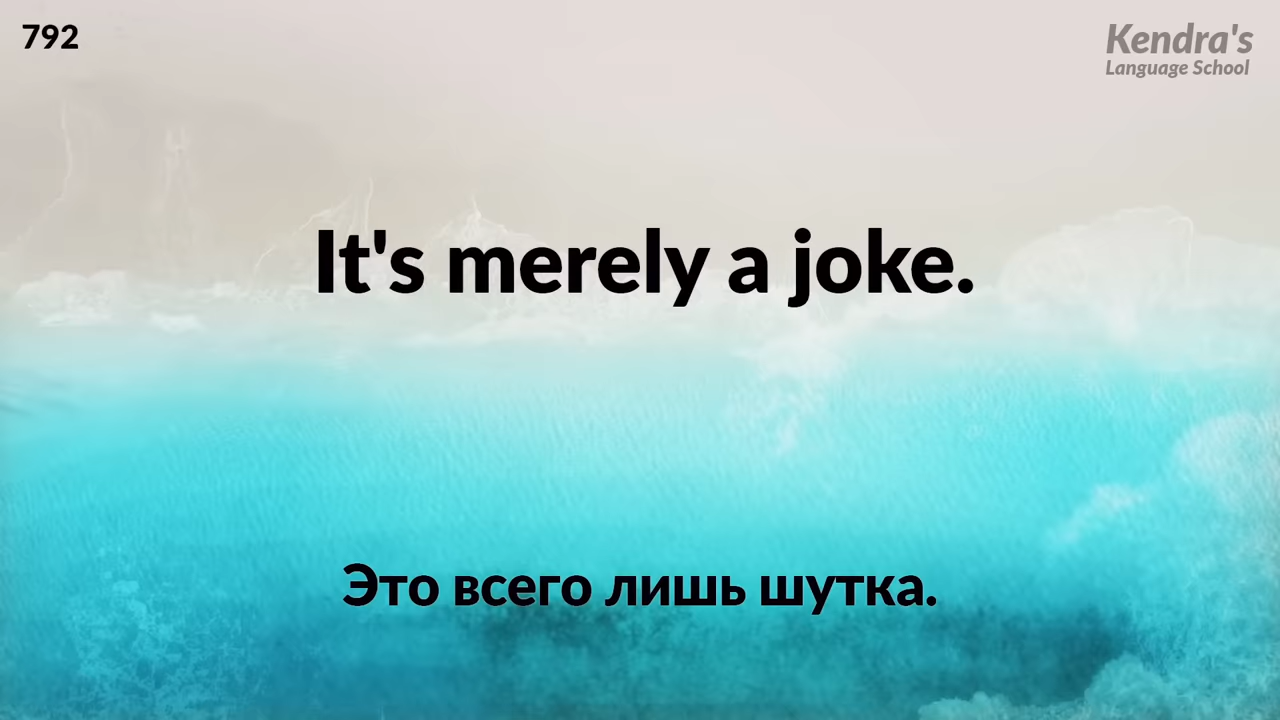 792
Kendra's
Language School
It's merely a joke.
Это всего лишь шутка.